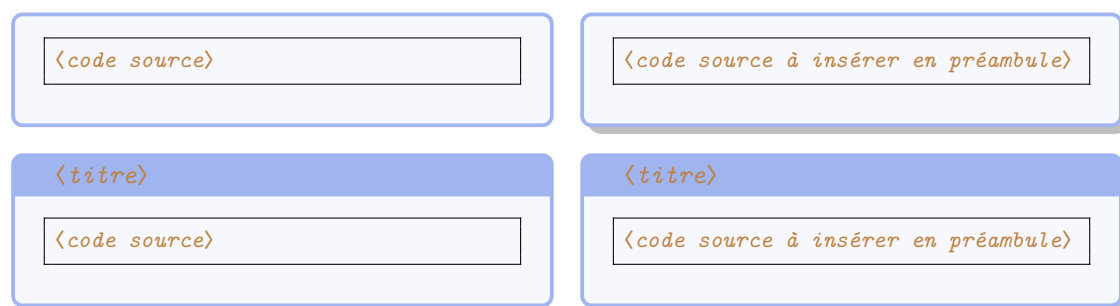 ⟨code source⟩
⟨code source à insérer en préambule⟩
⟨titre⟩
⟨titre⟩
⟨code source⟩
⟨code source à insérer en préambule⟩